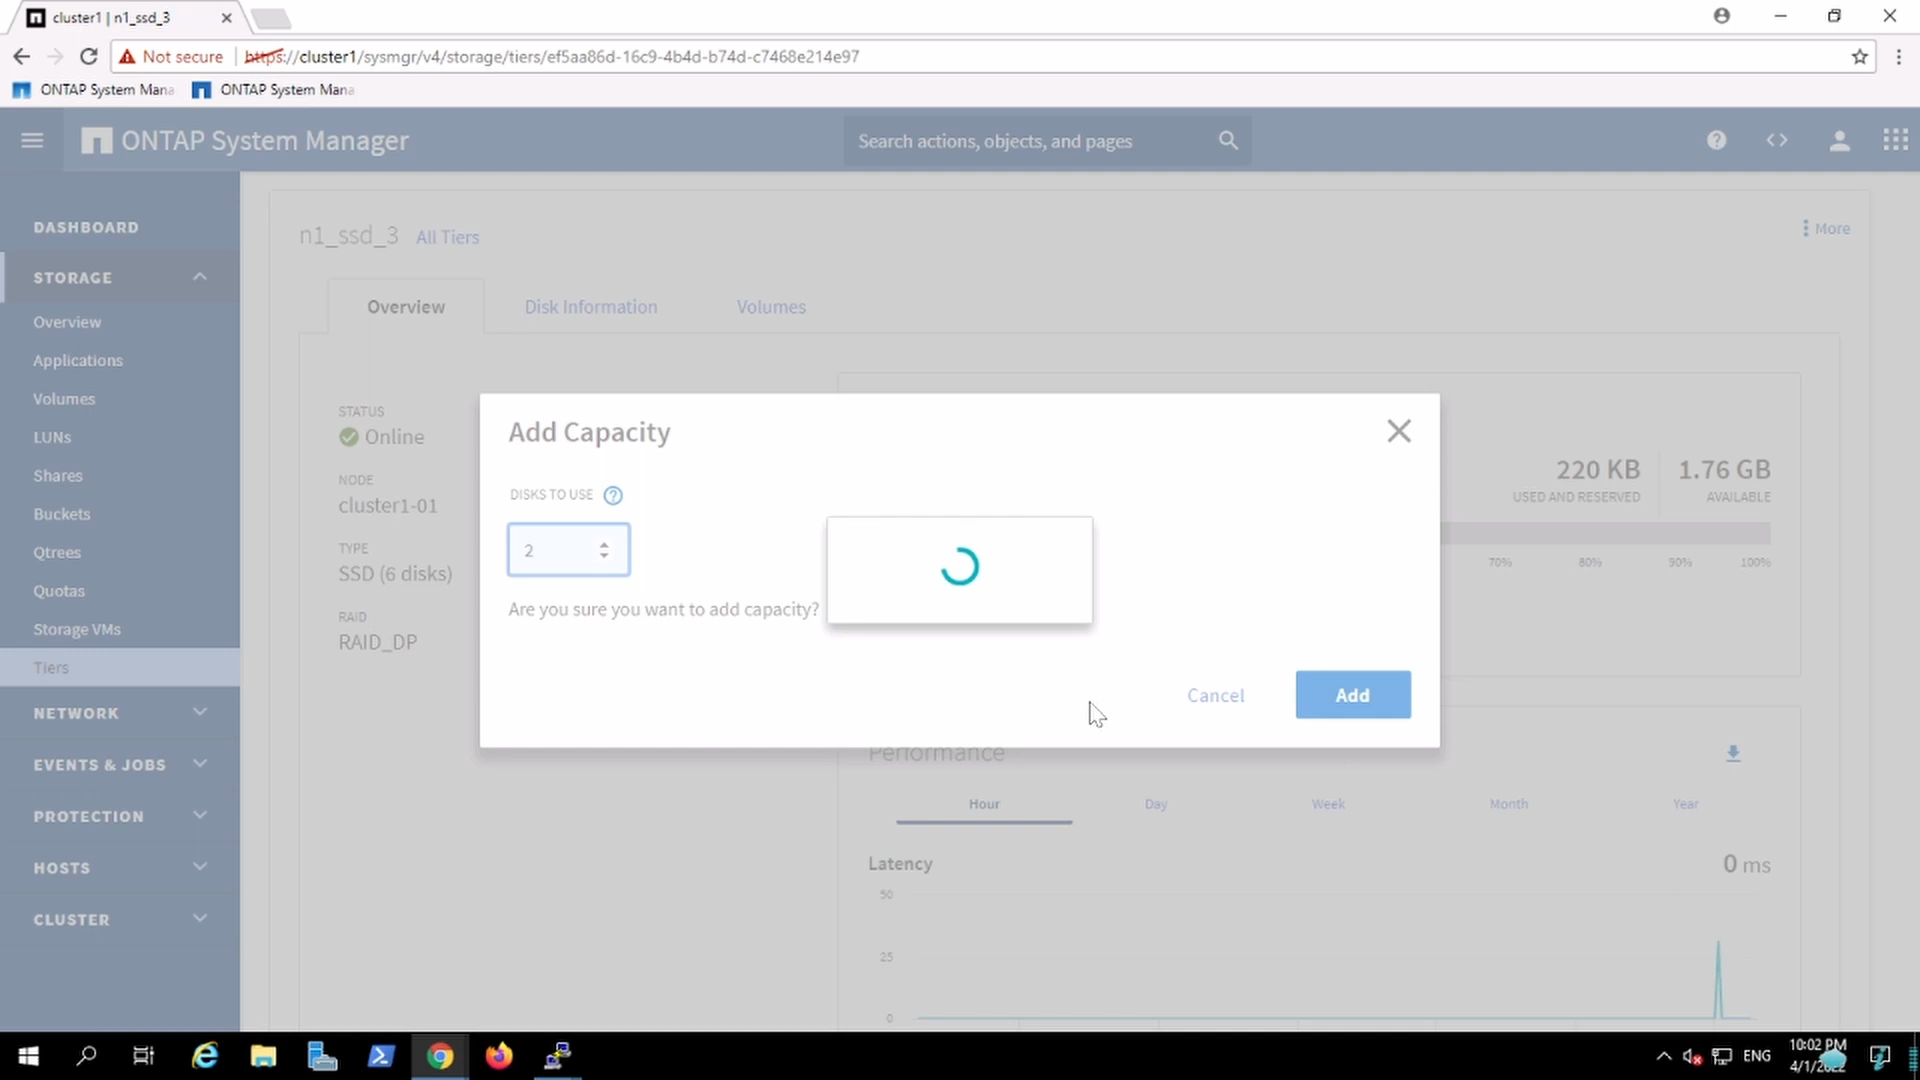 cluster1 | n1_ssd_3
Not secure https://cluster1/sysmgr/v4/storage/tiers/ef5aa86d-16c9-4b4d-b74d-c7468e214e97
ONTAP System Mana ONTAP System Mana
ONTAP System Manager
Search actions, objects, and pages
DASHBOARD
STORAGE
Overview
Applications
Volumes
LUNs
Shares
Buckets
Qtrees
Quotas
Storage VMs
Tiers
NETWORK
EVENTS & JOBS
PROTECTION
HOSTS
CLUSTER
n1_ssd_3 All Tiers
More
Overview Disk Information Volumes
STATUS
Online
NODE
cluster1-01
TYPE
SSD (6 disks)
RAID
RAID_DP
220 KB 1.76 GB
USED AND RESERVED AVAILABLE
70% 80% 90% 100%
Add Capacity
DISKS TO USE
2
Are you sure you want to add capacity?
Cancel Add
Performance
Hour Day Week Month Year
Latency 0 ms
50
25
0
ENG
10:02 PM